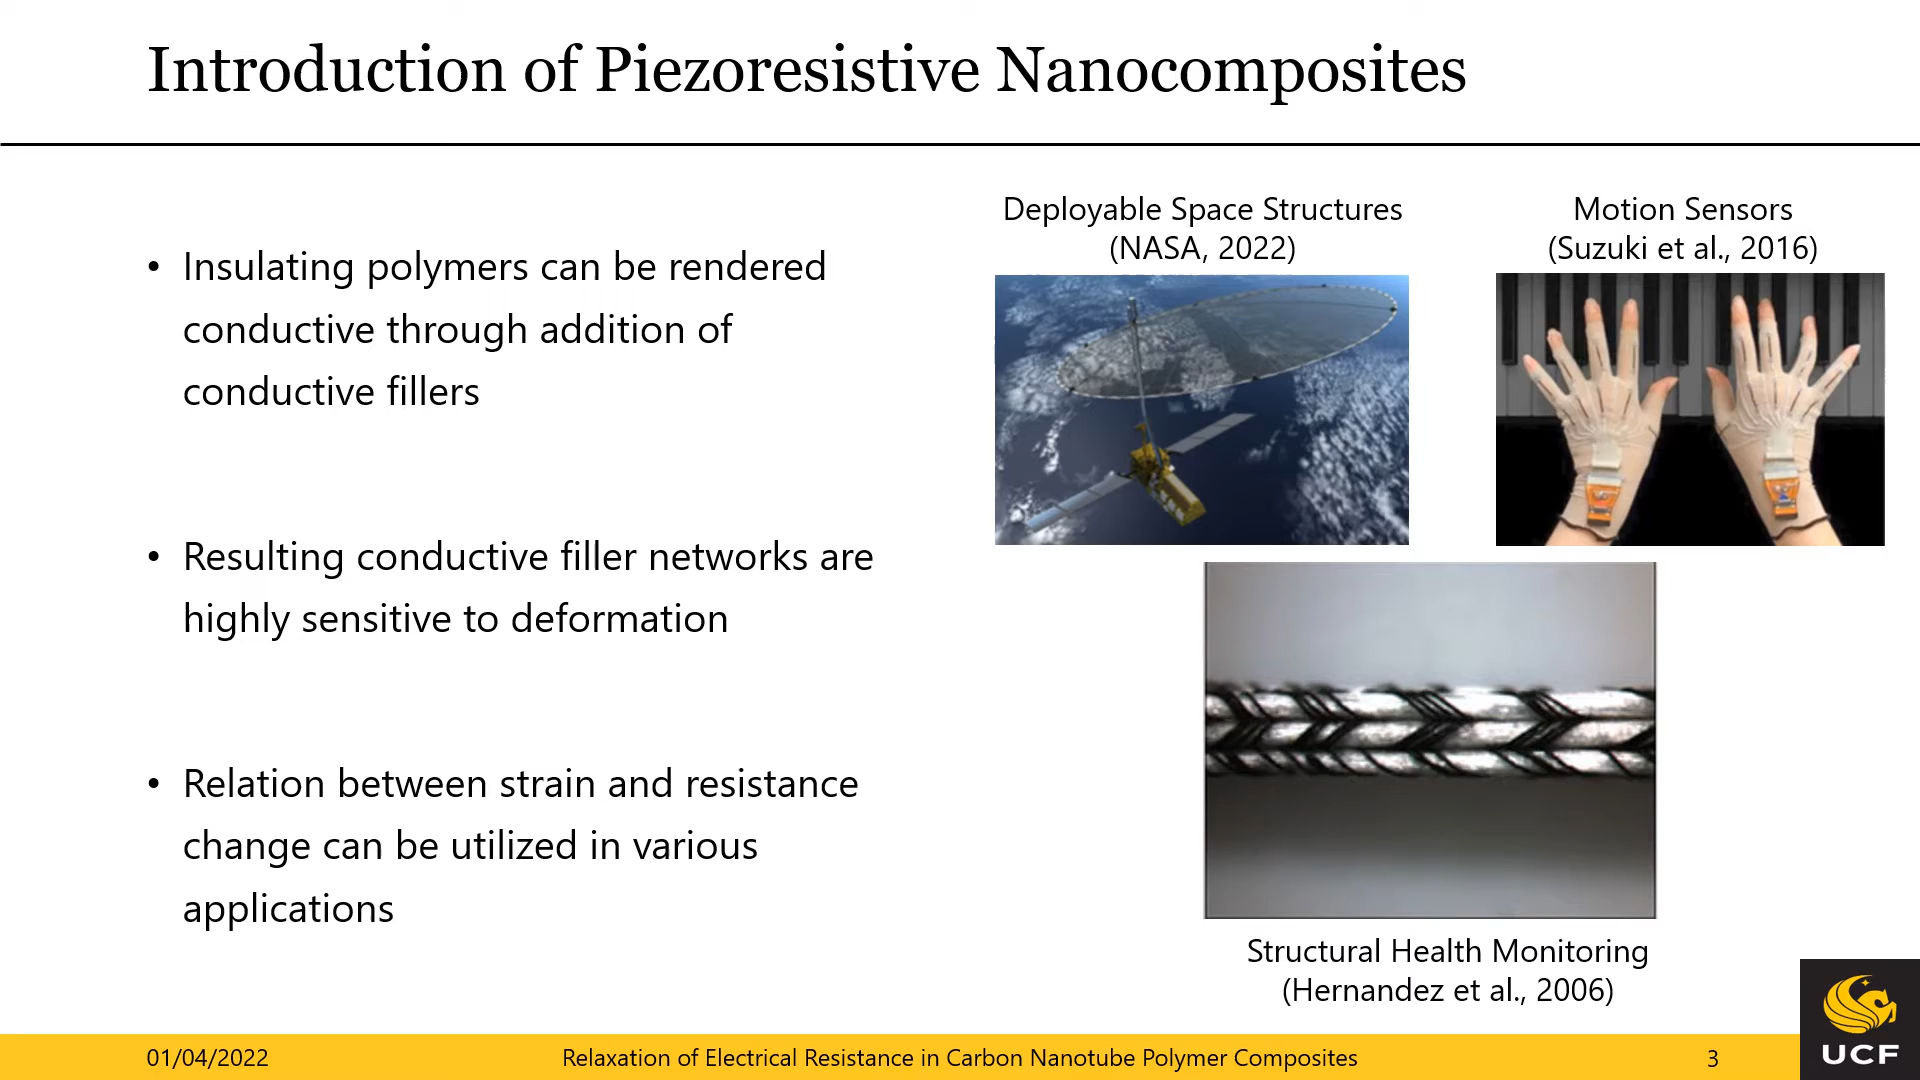 Introduction of Piezoresistive Nanocomposites
• Insulating polymers can be rendered
conductive through addition of
conductive fillers
• Resulting conductive filler networks are
highly sensitive to deformation
• Relation between strain and resistance
change can be utilized in various
applications
Deployable Space Structures
(NASA, 2022)
Motion Sensors
(Suzuki et al., 2016)
Structural Health Monitoring
(Hernandez et al., 2006)
01/04/2022
Relaxation of Electrical Resistance in Carbon Nanotube Polymer Composites
3
UCF